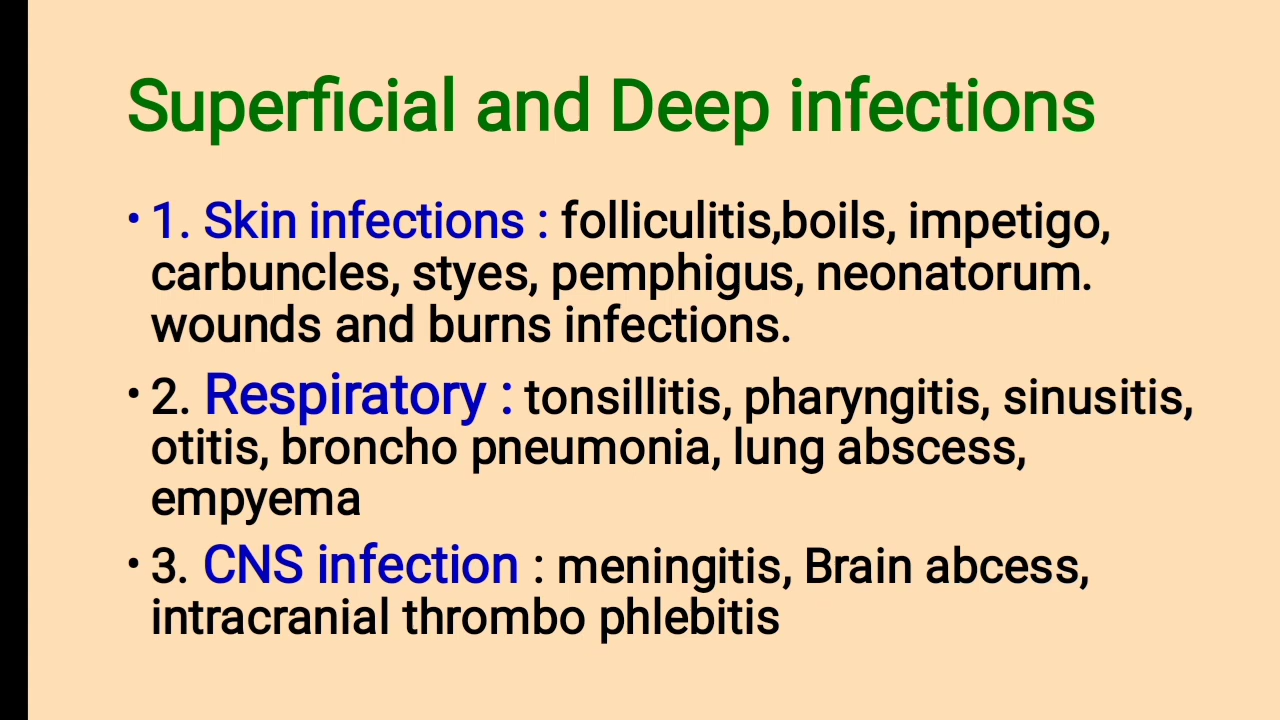 Superficial and Deep infections
• 1. Skin infections : folliculitis,boils, impetigo,
carbuncles, styes, pemphigus, neonatorum.
wounds and burns infections.
• 2. Respiratory : tonsillitis, pharyngitis, sinusitis,
otitis, broncho pneumonia, lung abscess,
empyema
• 3. CNS infection : meningitis, Brain abcess,
intracranial thrombo phlebitis